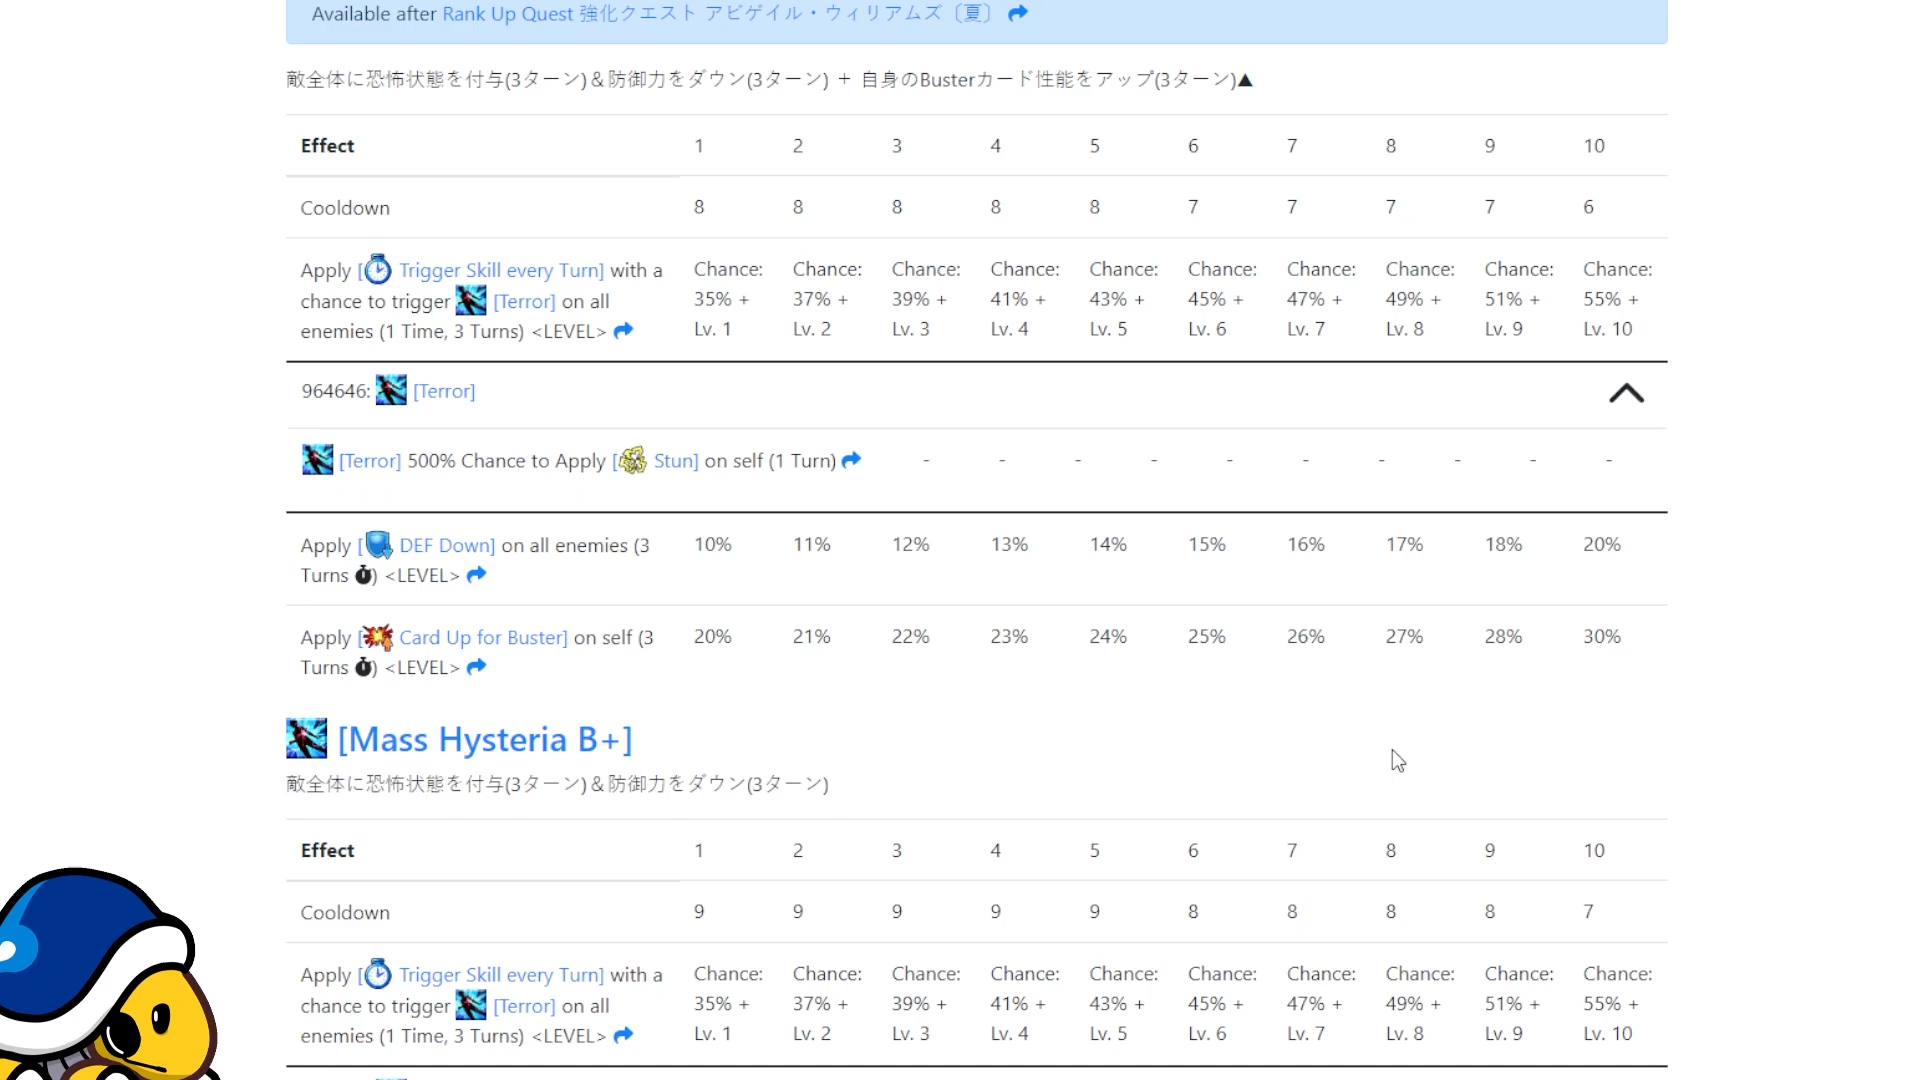 Available after Rank Up Quest 強化クエスト アビゲイル・ウィリアムズ〔夏〕
敵全体に恐怖状態を付与(3ターン)＆防御力をダウン(3ターン) ＋ 自身のBusterカード性能をアップ(3ターン)▲
Effect 1 2 3 4 5 6 7 8 9 10
Cooldown 8 8 8 8 8 7 7 7 7 6
Apply [ Trigger Skill every Turn] with a Chance: Chance: Chance: Chance: Chance: Chance: Chance: Chance: Chance: Chance:
chance to trigger [Terror] on all 35% + 37% + 39% + 41% + 43% + 45% + 47% + 49% + 51% + 55% +
enemies (1 Time, 3 Turns) <LEVEL> Lv. 1 Lv. 2 Lv. 3 Lv. 4 Lv. 5 Lv. 6 Lv. 7 Lv. 8 Lv. 9 Lv. 10
964646: [Terror]
[Terror] 500% Chance to Apply [ Stun] on self (1 Turn) - - - - - - - - - -
Apply [ DEF Down] on all enemies (3 10% 11% 12% 13% 14% 15% 16% 17% 18% 20%
Turns ) <LEVEL>
Apply [ Card Up for Buster] on self (3 20% 21% 22% 23% 24% 25% 26% 27% 28% 30%
Turns ) <LEVEL>
[Mass Hysteria B+]
敵全体に恐怖状態を付与(3ターン)＆防御力をダウン(3ターン)
Effect 1 2 3 4 5 6 7 8 9 10
Cooldown 9 9 9 9 9 8 8 8 8 7
Apply [ Trigger Skill every Turn] with a Chance: Chance: Chance: Chance: Chance: Chance: Chance: Chance: Chance: Chance:
chance to trigger [Terror] on all 35% + 37% + 39% + 41% + 43% + 45% + 47% + 49% + 51% + 55% +
enemies (1 Time, 3 Turns) <LEVEL> Lv. 1 Lv. 2 Lv. 3 Lv. 4 Lv. 5 Lv. 6 Lv. 7 Lv. 8 Lv. 9 Lv. 10